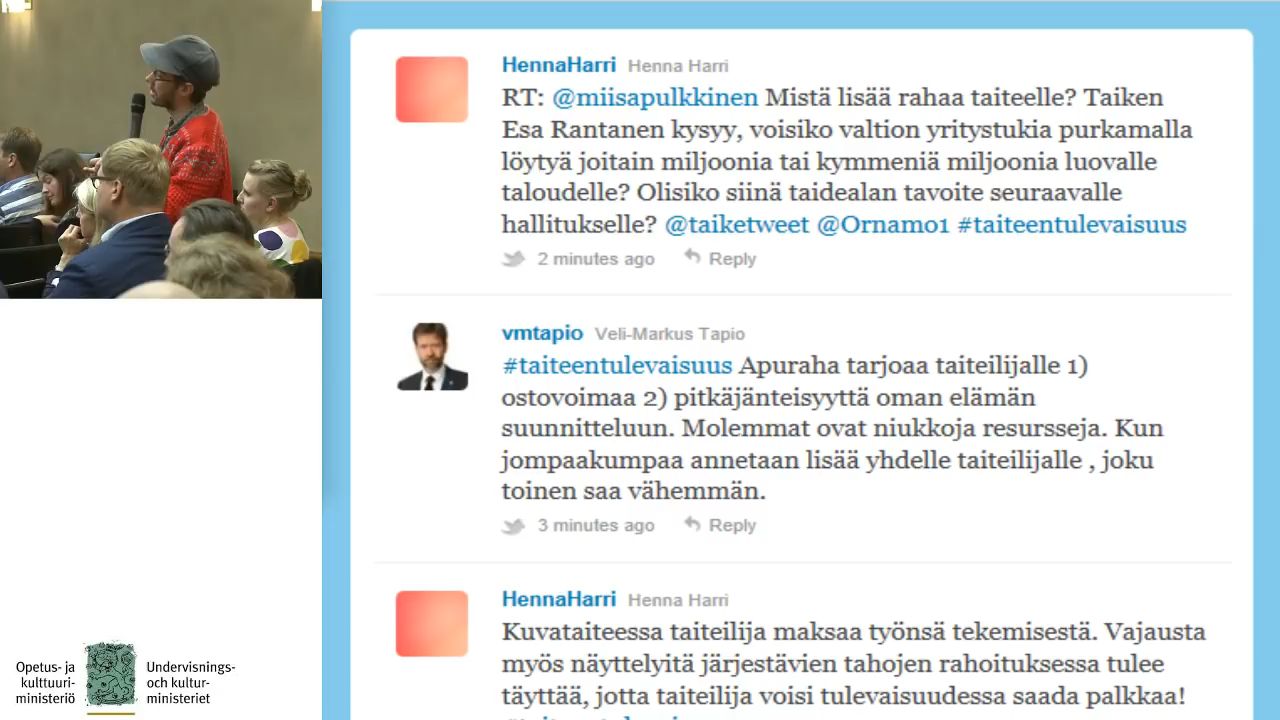 HennaHarri Henna Harri
RT: @miisapulkkinen Mistä lisää rahaa taiteelle? Taiken
Esa Rantanen kysyy, voisiko valtion yritystukia purkamalla
löytyä joitain miljoonia tai kymmeniä miljoonia luovalle
taloudelle? Olisiko siinä taidealan tavoite seuraavalle
hallitukselle? @taiketweet @Ornamo1 #taiteentulevaisuus
2 minutes ago Reply
vmtapio Veli-Markus Tapio
#taiteentulevaisuus Apuraha tarjoaa taiteilijalle 1)
ostovoimaa 2) pitkäjänteisyyttä oman elämän
suunnitteluun. Molemmat ovat niukkoja resursseja. Kun
jompaakumpaa annetaan lisää yhdelle taiteilijalle , joku
toinen saa vähemmän.
3 minutes ago Reply
HennaHarri Henna Harri
Kuvataiteessa taiteilija maksaa työnsä tekemisestä. Vajausta
myös näyttelyitä järjestävien tahojen rahoituksessa tulee
täyttää, jotta taiteilija voisi tulevaisuudessa saada palkkaa!
Opetus- ja
kulttuuri-
ministeriö
Undervisnings-
och kultur-
ministeriet